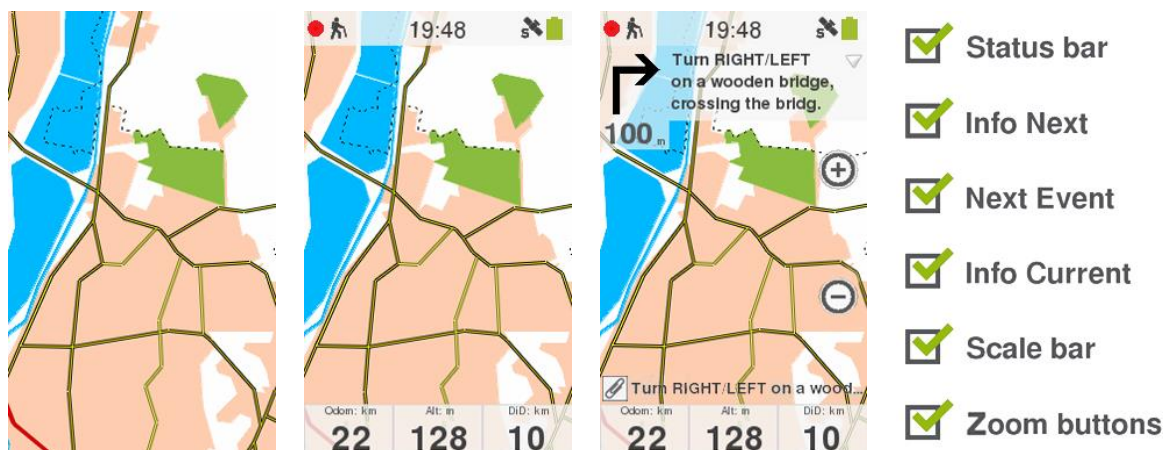 19:48
S
Odom: km
Alt: m
DiD: km
22
128
10
19:48
S
Turn RIGHT/LEFT
on a wooden bridge,
crossing the bridg.
100 m
Turn RIGHT/LEFT on a wood...
Odom: km
Alt: m
DiD: km
22
128
10
Status bar
Info Next
Next Event
Info Current
Scale bar
Zoom buttons